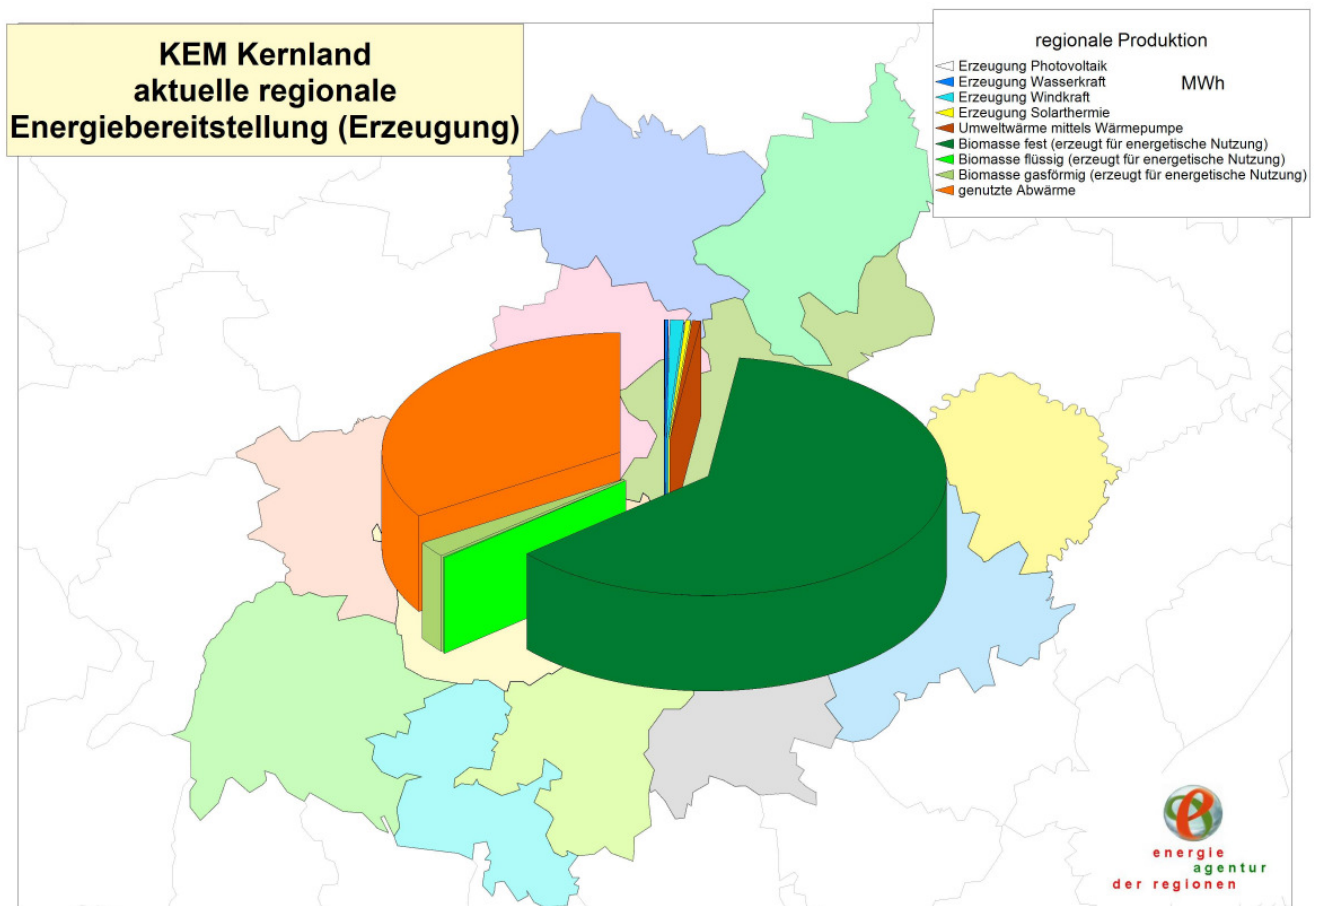 KEM Kernland
aktuelle regionale
Energiebereitstellung (Erzeugung)
regionale Produktion
MWh
Erzeugung Photovoltaik
Erzeugung Wasserkraft
Erzeugung Windkraft
Erzeugung Solarthermie
Umweltwärme mittels Wärmepumpe
Biomasse fest (erzeugt für energetische Nutzung)
Biomasse flüssig (erzeugt für energetische Nutzung)
Biomasse gasförmig (erzeugt für energetische Nutzung)
genutzte Abwärme
energie
agentur
der regionen